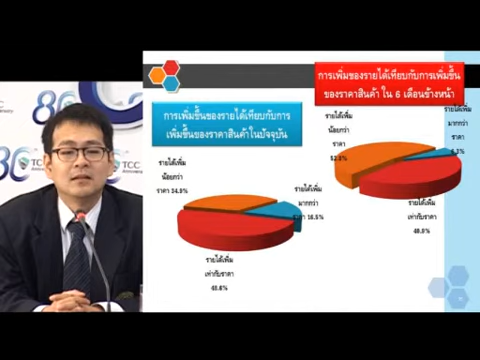 การเพิ่มของรายได้เทียบกับการเพิ่มขึ้น
ของราคาสินค้า ใน 6 เดือนข้างหน้า
การเพิ่มขึ้นของรายได้เทียบกับการ
เพิ่มขึ้นของราคาสินค้าในปัจจุบัน
รายได้เพิ่ม
น้อยกว่า
ราคา 34.9%
รายได้เพิ่ม
มากกว่า
ราคา
รายได้เพิ่ม
เท่ากับราคา
รายได้เพิ่ม
น้อยกว่า
ราคา
รายได้เพิ่ม
มากกว่า
ราคา
รายได้เพิ่ม
เท่ากับราคา
86
TCC
TCC